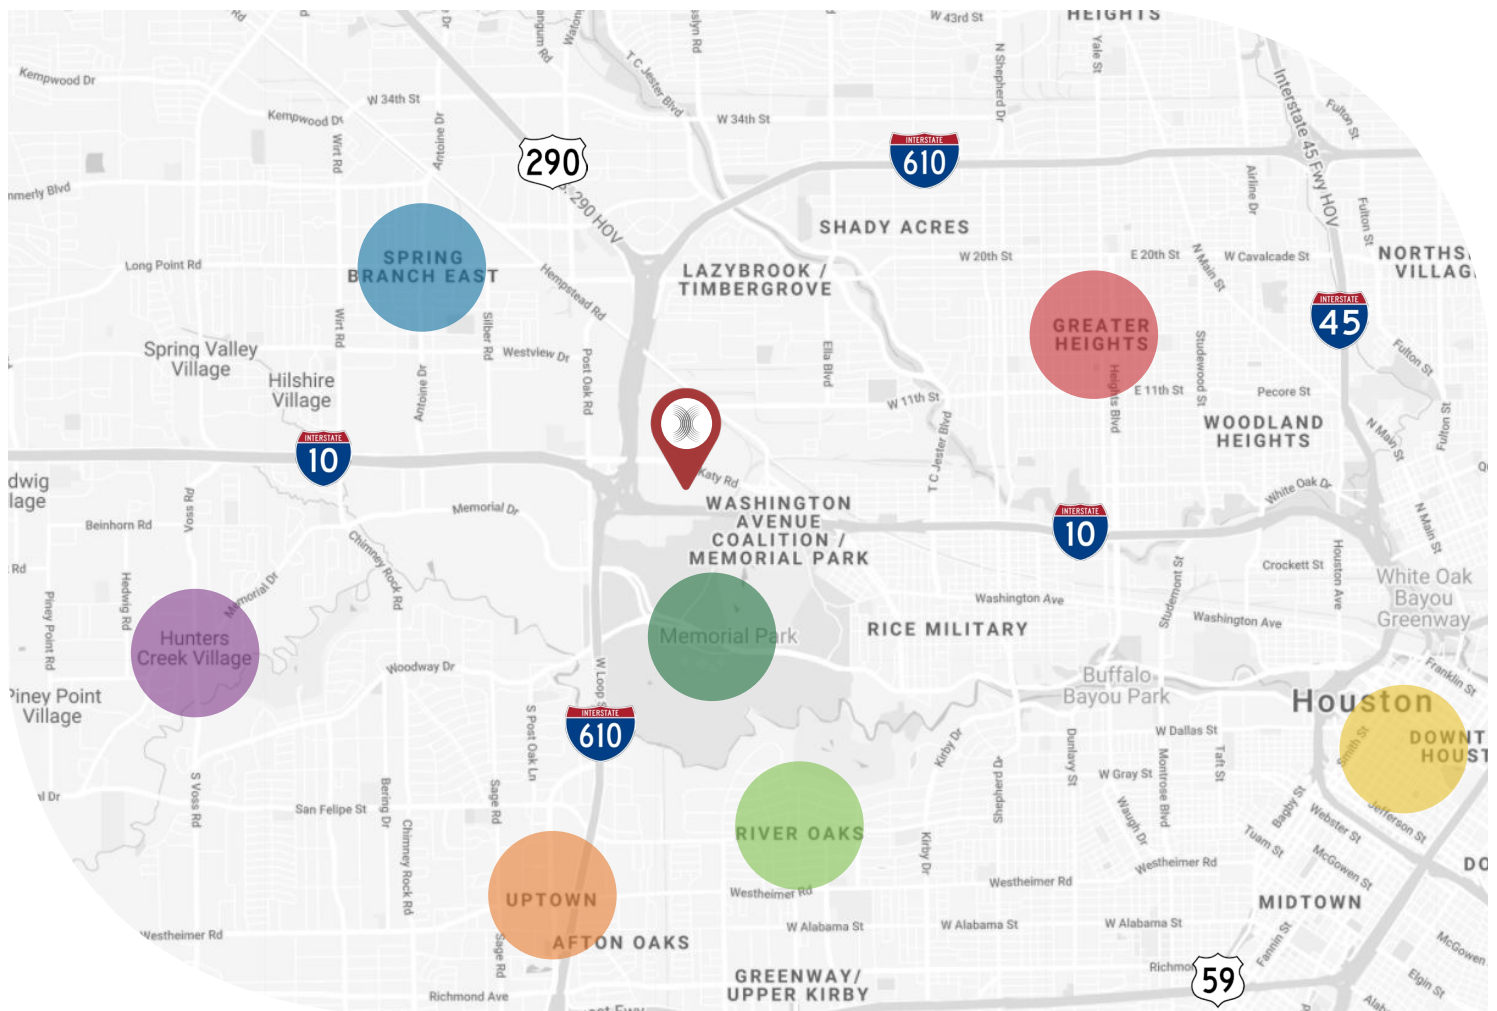 W 43rd St
HEIGHTS
Rd
Dr
angum Rd
sslyn Rd
Rd
Yale St
N Shepherd Dr
T C Jester Blvd
Interstate 45 Fwy HOV
Kempwood Dr
W 34th St
Kempwood Dr
Wirt Rd
Antoine Dr
W 34th St
Fulton St
290
INTERSTATE
610
S. 290 HOV
mmerly Blvd
Airline Dr
Fulton St
SHADY ACRES
SPRING
BRANCH EAST
Long Point Rd
Hempstead Rd
LAZYBROOK /
TIMBERGROVE
W 20th St
E 20th St
N Main St
W Cavalcade St
NORTHS
VILLAG
INTERSTATE
45
GREATER
HEIGHTS
Wirt Rd
Silber Rd
Westview Dr
Post Oak Rd
Ella Blvd
Studewood St
Fulton St
Spring Valley
Village
Hilshire
Village
Antoine Dr
W 11th St
E 11th St
Heights Blvd
Pecore St
WOODLAND
HEIGHTS
N Main St
Fulton St
INTERSTATE
10
T C Jester Blvd
Katy Rd
dwig
lage
Voss Rd
Beinhorn Rd
Memorial Dr
White Oak Dr
WASHINGTON
AVENUE
COALITION /
MEMORIAL PARK
INTERSTATE
10
N Main St
Chimney Rock Rd
Rd
Hedwig Rd
Memorial Dr
Piney Point Rd
Crockett St
Houston Ave
White Oak
Bayou
Greenway
Studemont St
Washington Ave
Washington Ave
RICE MILITARY
Memorial Park
Hunters
Creek Village
Woodway Dr
W Loop S
Buffalo
Bayou Park
Franklin St
Piney Point
Village
Houston
INTERSTATE
610
S Post Oak Ln
Kirby Dr
Dunlavy St
W Dallas St
Taft St
Smith St
DOWNT
HOUST
al Dr
S Voss Rd
San Felipe St
Bering Dr
Sage Rd
Shepherd Dr
W Gray St
Montrose Blvd
Waugh Dr
Bagby St
Webster St
Jefferson St
RIVER OAKS
Chimney Rock Rd
Kirby Dr
Tuam St
McGowen St
Westheimer Rd
DO
UPTOWN
Westheimer Rd
Westheimer Rd
MIDTOWN
Westheimer Rd
AFTON OAKS
Sage Rd
W Alabama St
W Alabama St
W Alabama St
Fannin St
McGowen
GREENWAY/
UPPER KIRBY
Richmo
59
Elgin St
Richmond Ave